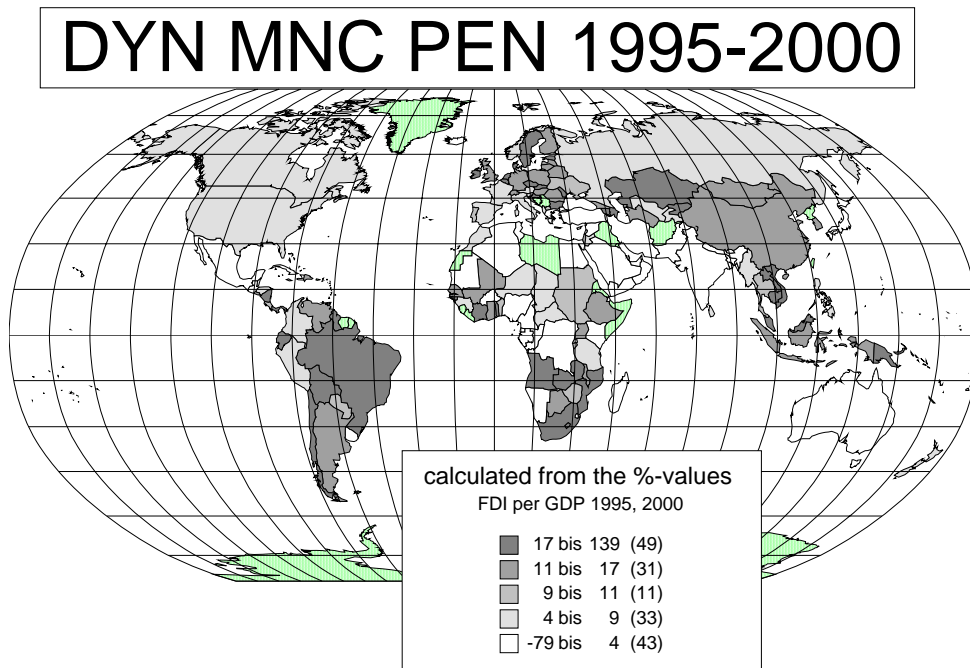 DYN MNC PEN 1995-2000
calculated from the %-values
FDI per GDP 1995, 2000
17 bis 139 (49)
11 bis 17 (31)
9 bis 11 (11)
4 bis 9 (33)
-79 bis 4 (43)